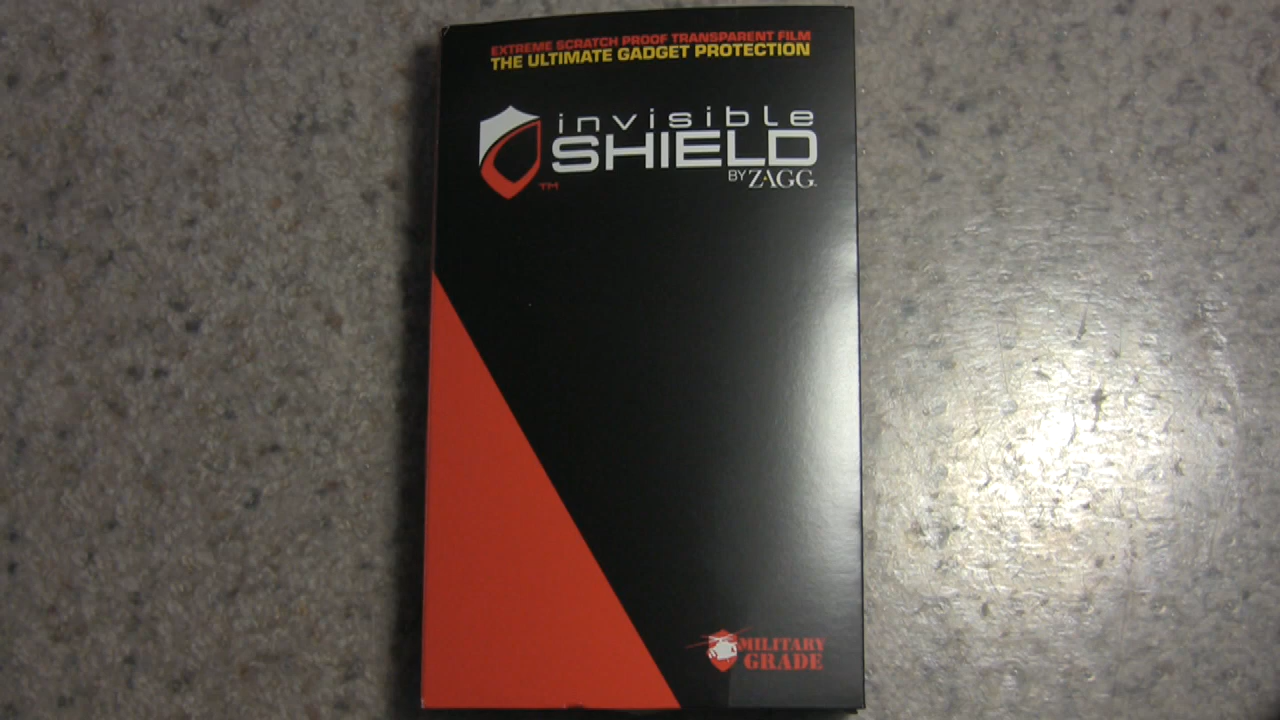 EXTREME SCRATCH PROOF TRANSPARENT FILM
THE ULTIMATE GADGET PROTECTION
invisible
SHIELD
TM
BY ZAGG
MILITARY
GRADE